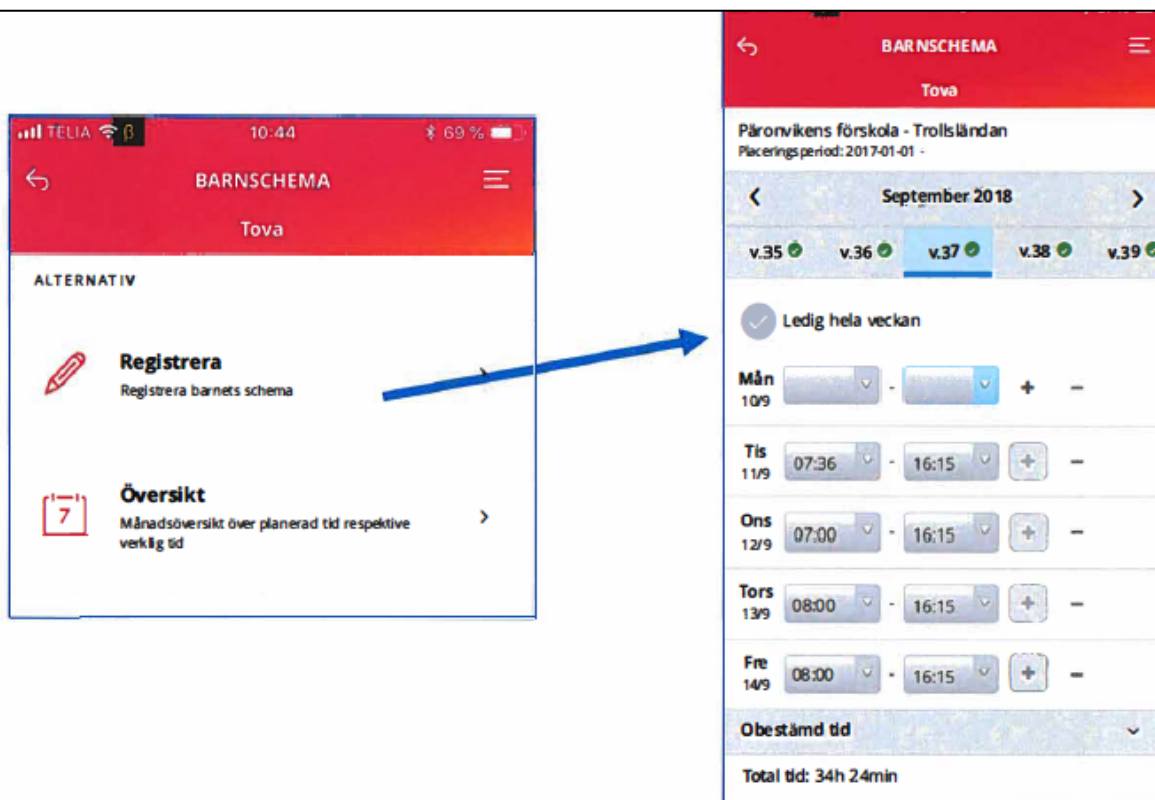 TELIA β 10:44 69 %
BARNSCHEMA
Tova
ALTERNATIV
Registrera
Registrera barnets schema
7
Översikt
Månadsöversikt över planerad tid respektive
verklig tid
BARNSCHEMA
Tova
Päronvikens förskola - Trollsländan
Placeringsperiod: 2017-01-01 -
September 2018
v.35 v.36 v.37 v.38 v.39
Ledig hela veckan
Mån - + -
10/9
Tis 07:36 - 16:15 + -
11/9
Ons 07:00 - 16:15 + -
12/9
Tors 08:00 - 16:15 + -
13/9
Fre 08:00 - 16:15 + -
14/9
Obestämd tid
Total tid: 34h 24min